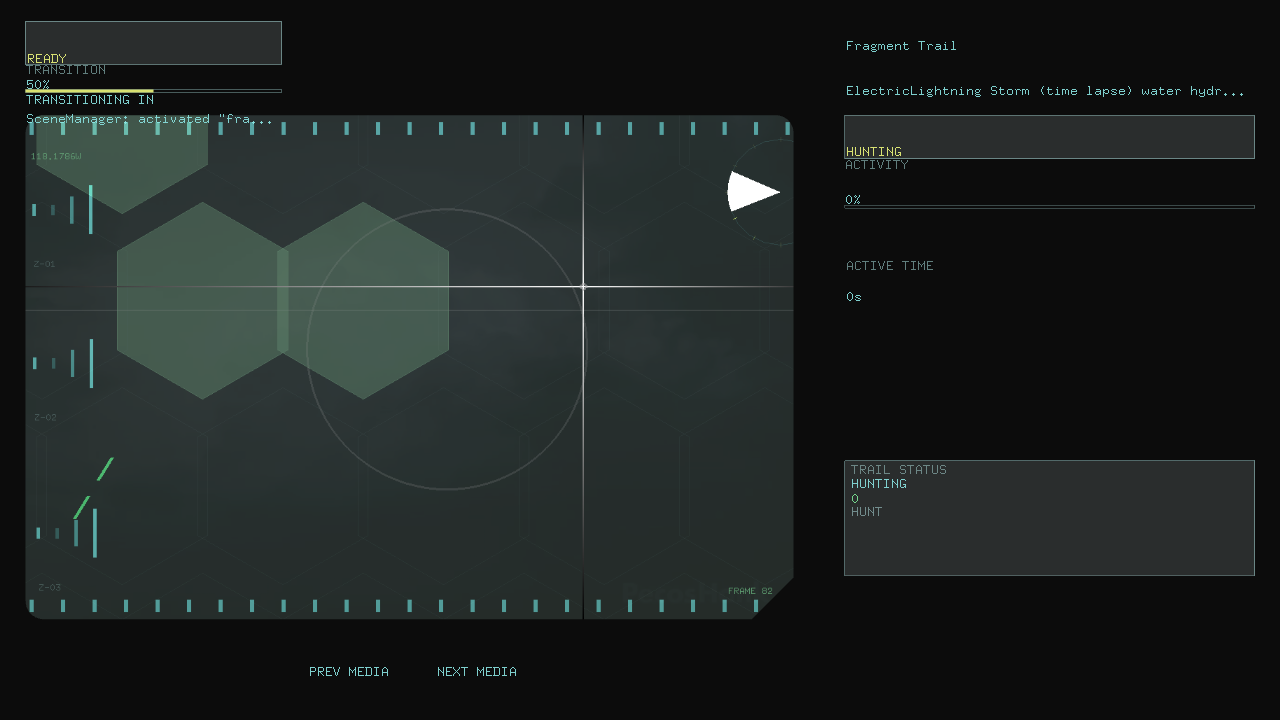 READY
TRANSITION
50%
TRANSITIONING IN
SceneManager: activated "fra...
118.1786W
Z-01
Z-02
Z-03
FRAME 82
PREV MEDIA
NEXT MEDIA
Fragment Trail
ElectricLightning Storm (time lapse) water hydr...
HUNTING
ACTIVITY
0%
ACTIVE TIME
0s
TRAIL STATUS
HUNTING
0
HUNT